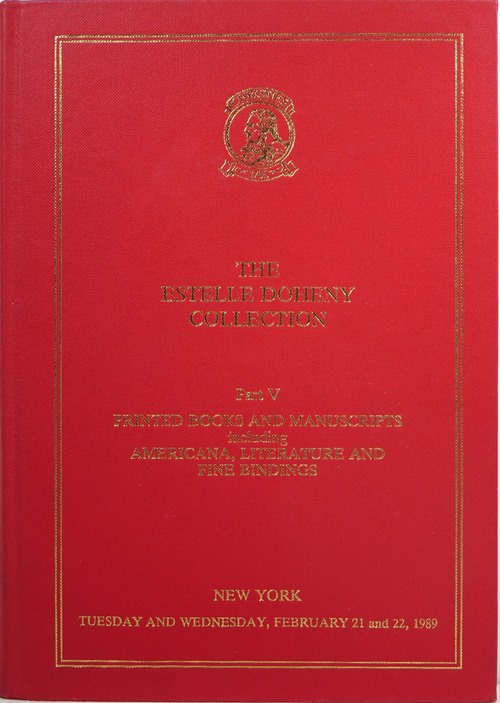 THE
ESTELLE DOHENY
COLLECTION
Part V
PRINTED BOOKS AND MANUSCRIPTS
including
AMERICANA, LITERATURE AND
FINE BINDINGS
NEW YORK
TUESDAY AND WEDNESDAY, FEBRUARY 21 and 22, 1989